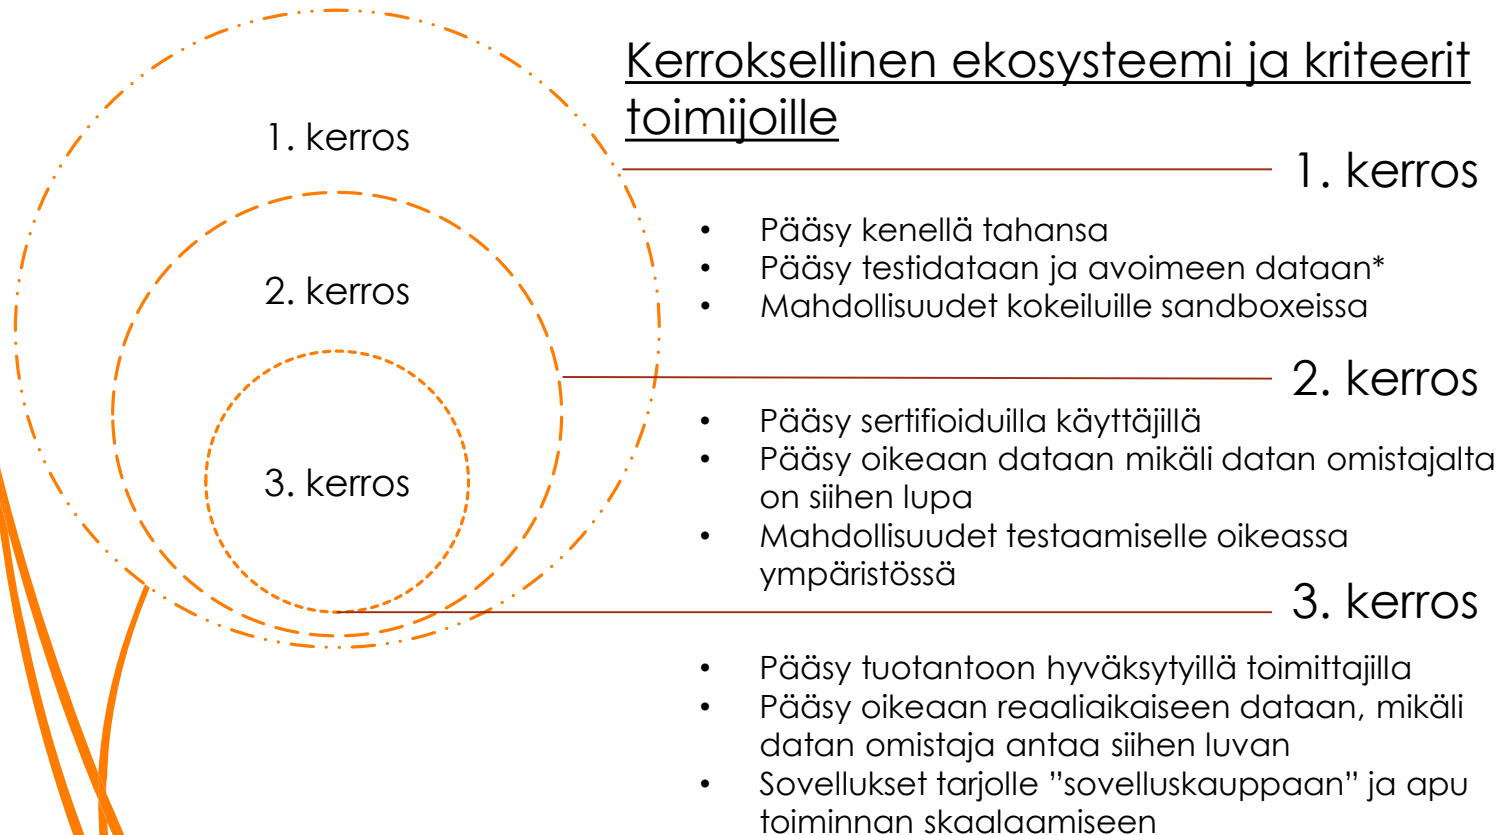 Kerroksellinen ekosysteemi ja kriteerit
toimijoille
1. kerros
2. kerros
3. kerros
1. kerros
• Pääsy kenellä tahansa
• Pääsy testidataan ja avoimeen dataan*
• Mahdollisuudet kokeiluille sandboxeissa
2. kerros
• Pääsy sertifioiduilla käyttäjillä
• Pääsy oikeaan dataan mikäli datan omistajalta
on siihen lupa
• Mahdollisuudet testaamiselle oikeassa
ympäristössä
3. kerros
• Pääsy tuotantoon hyväksytyillä toimittajilla
• Pääsy oikeaan reaaliaikaiseen dataan, mikäli
datan omistaja antaa siihen luvan
• Sovellukset tarjolle ”sovelluskauppaan” ja apu
toiminnan skaalaamiseen